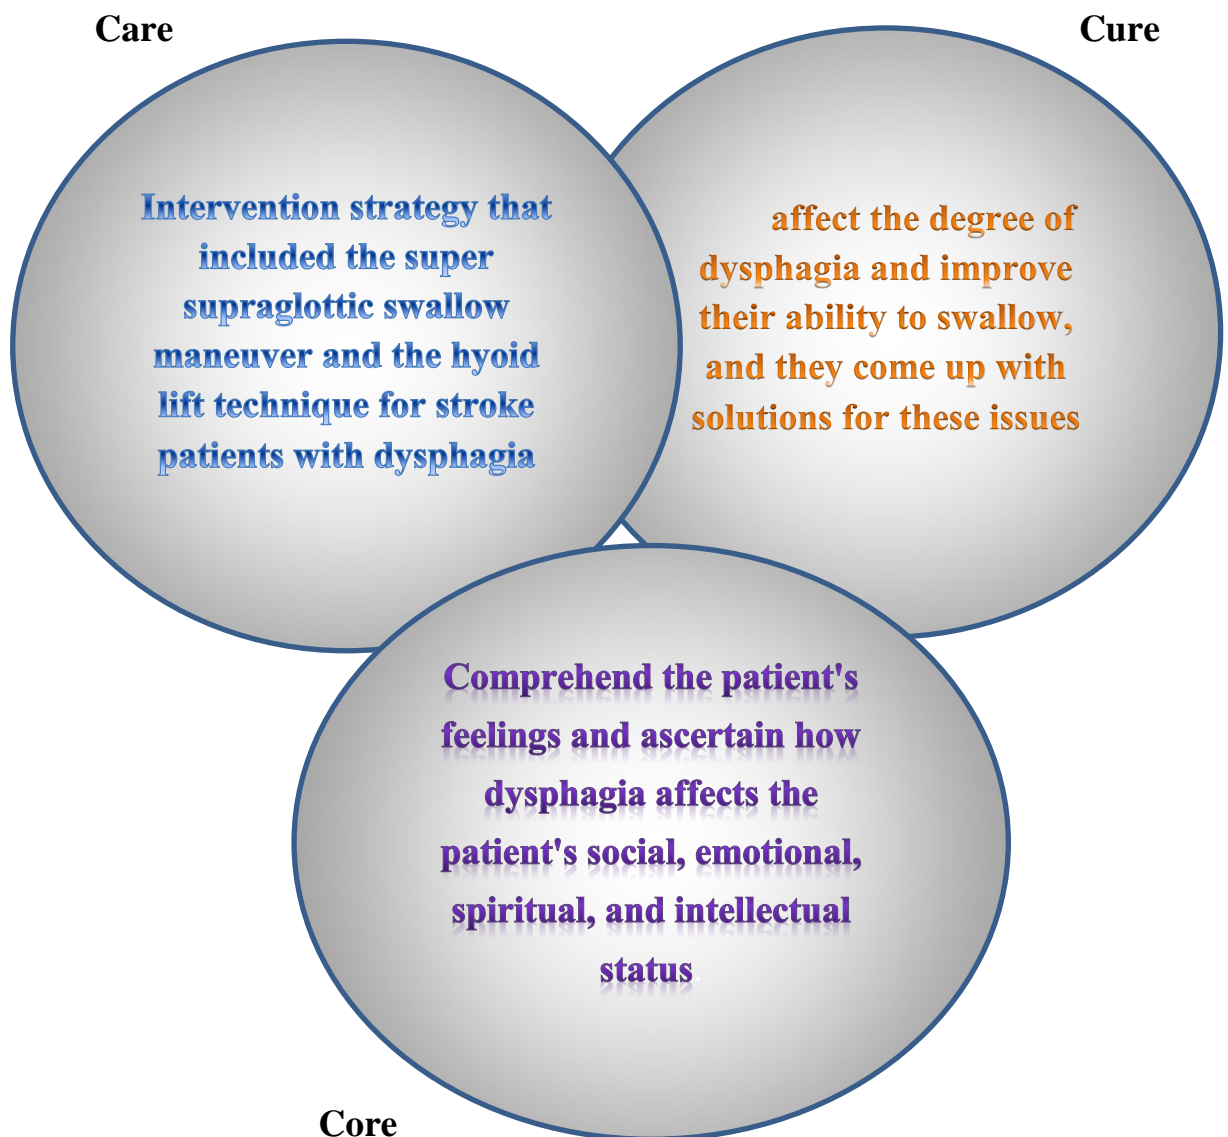 Care
Cure
Intervention strategy that
included the super
supraglottic swallow
maneuver and the hyoid
lift technique for stroke
patients with dysphagia
affect the degree of
dysphagia and improve
their ability to swallow,
and they come up with
solutions for these issues
Comprehend the patient's
feelings and ascertain how
dysphagia affects the
patient's social, emotional,
spiritual, and intellectual
status
Core